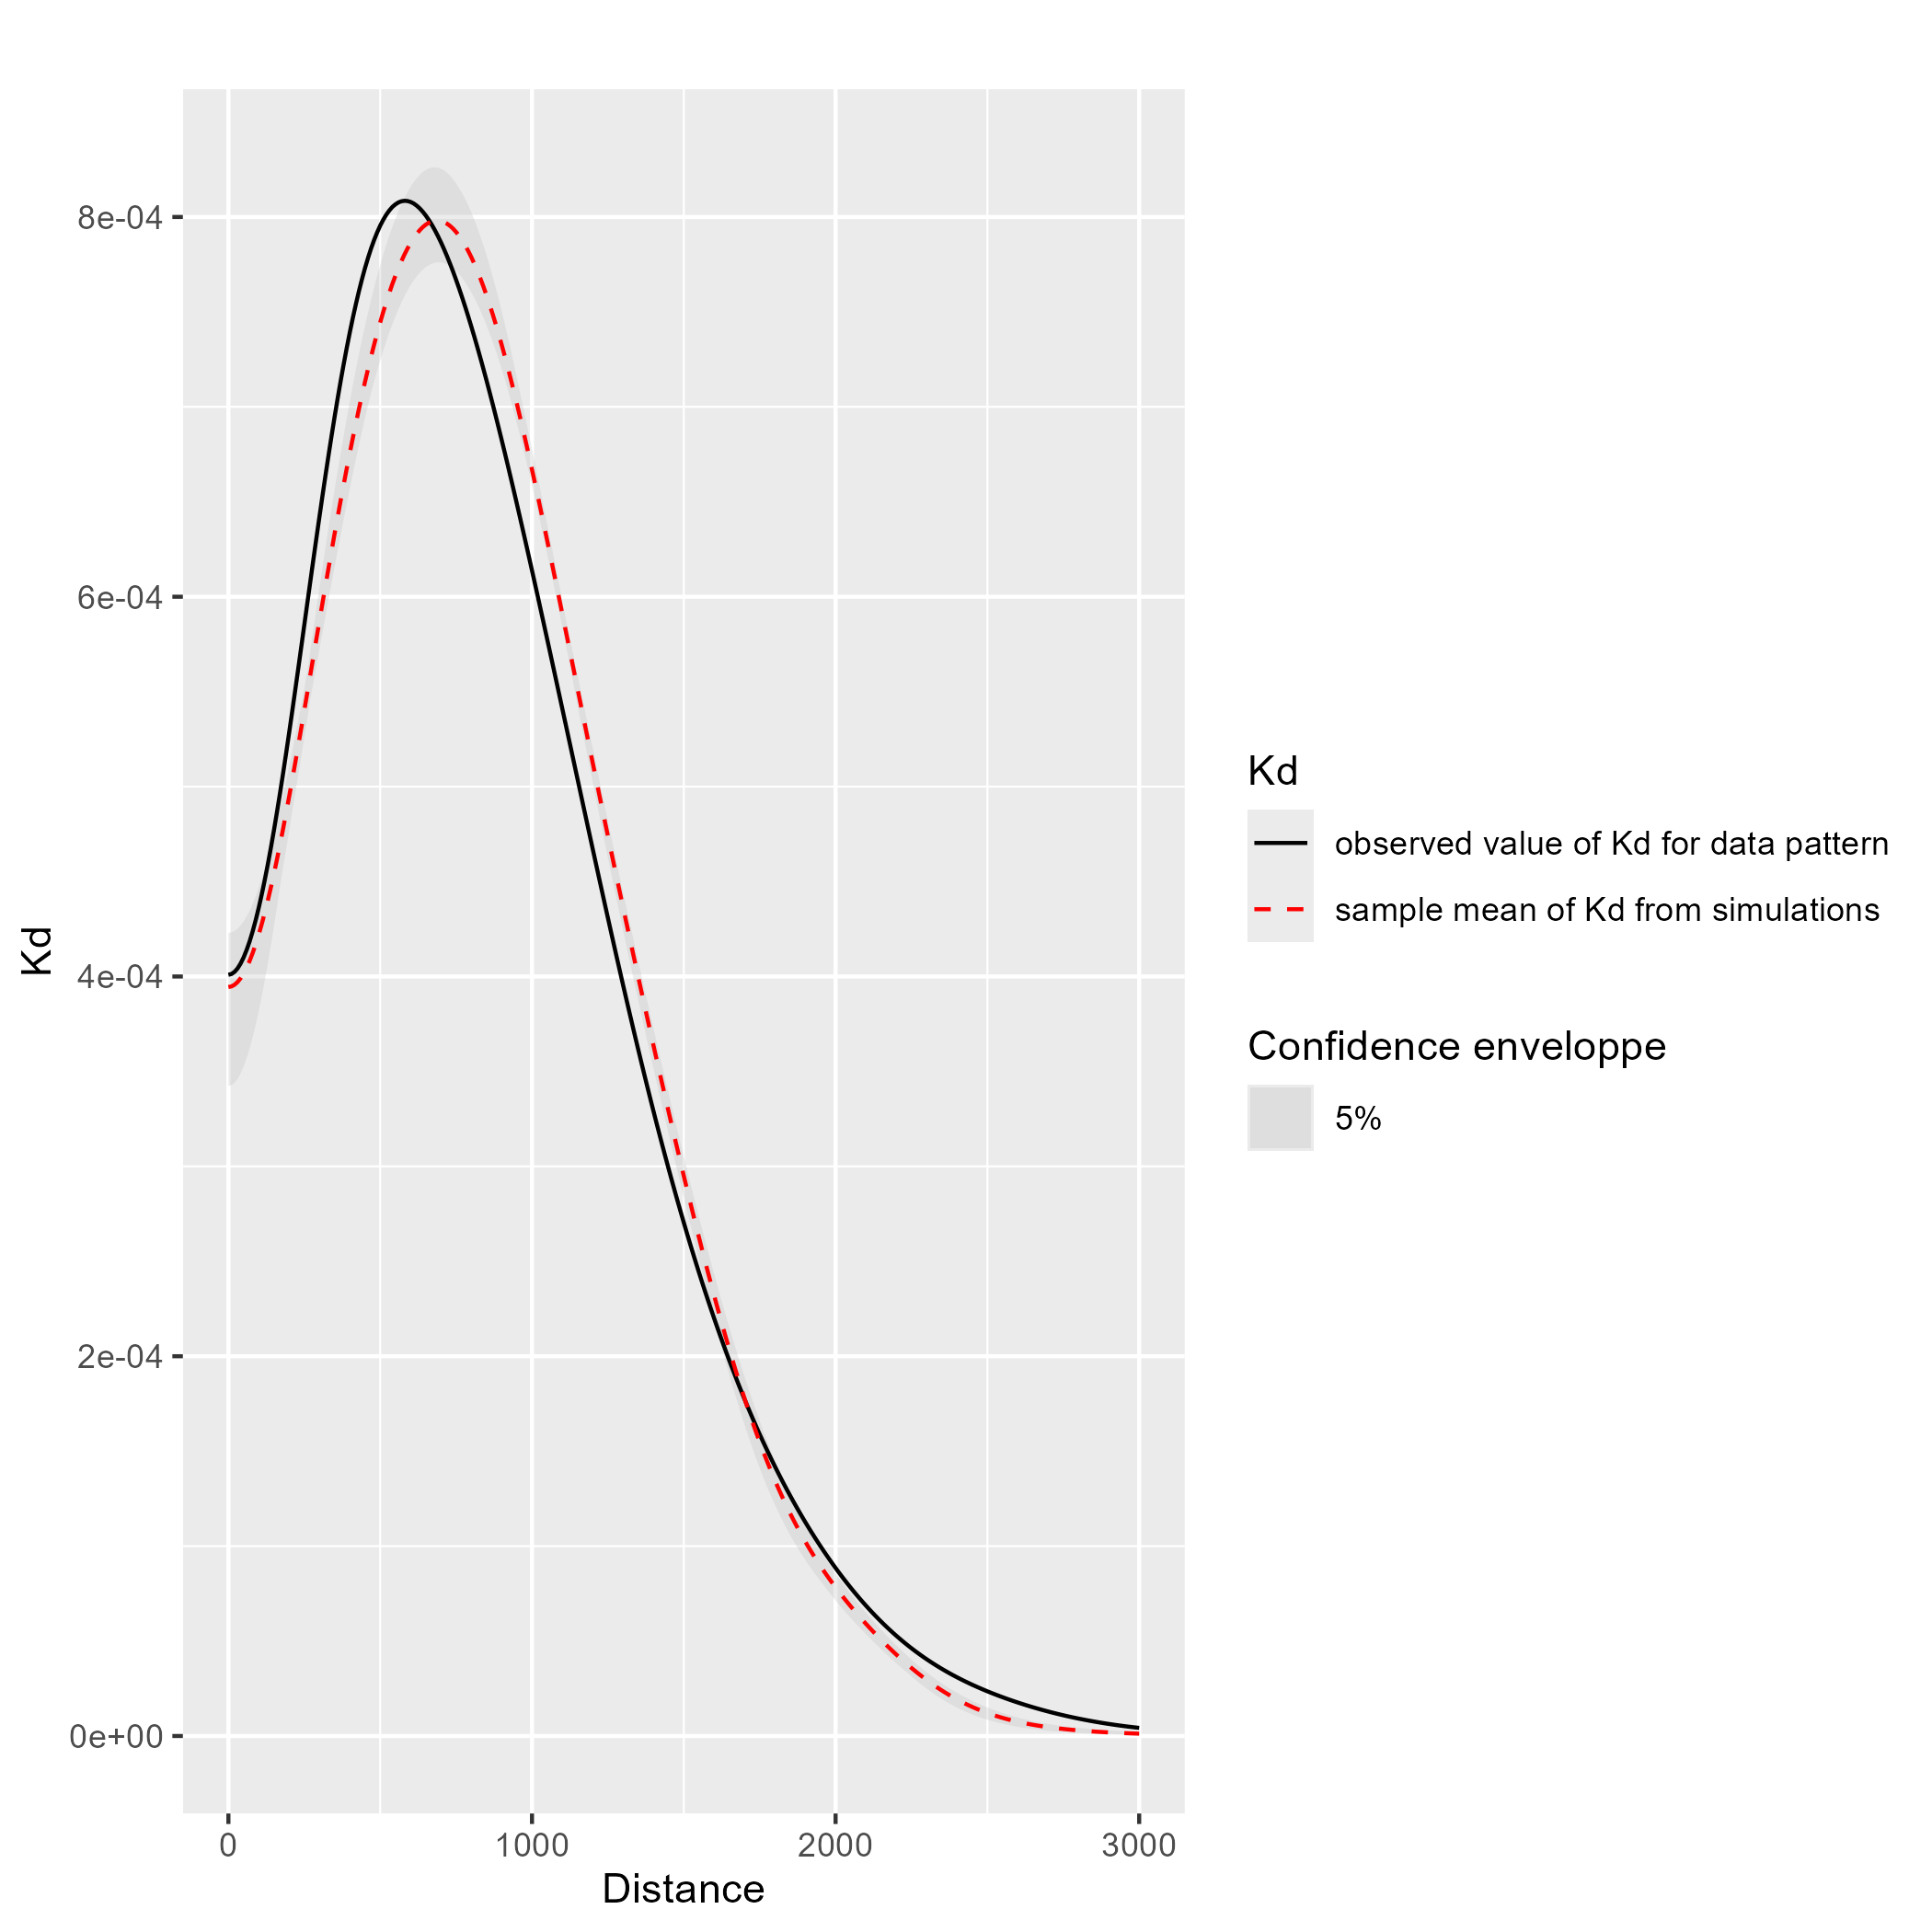 8e-04
6e-04
4e-04
2e-04
0e+00
Kd
0
1000
2000
3000
Distance
Kd
observed value of Kd for data pattern
sample mean of Kd from simulations
Confidence enveloppe
5%